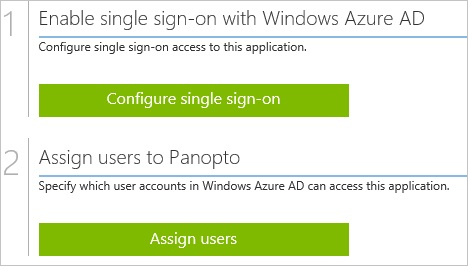 1 Enable single sign-on with Windows Azure AD
Configure single sign-on access to this application.
Configure single sign-on
2 Assign users to Panopto
Specify which user accounts in Windows Azure AD can access this application.
Assign users